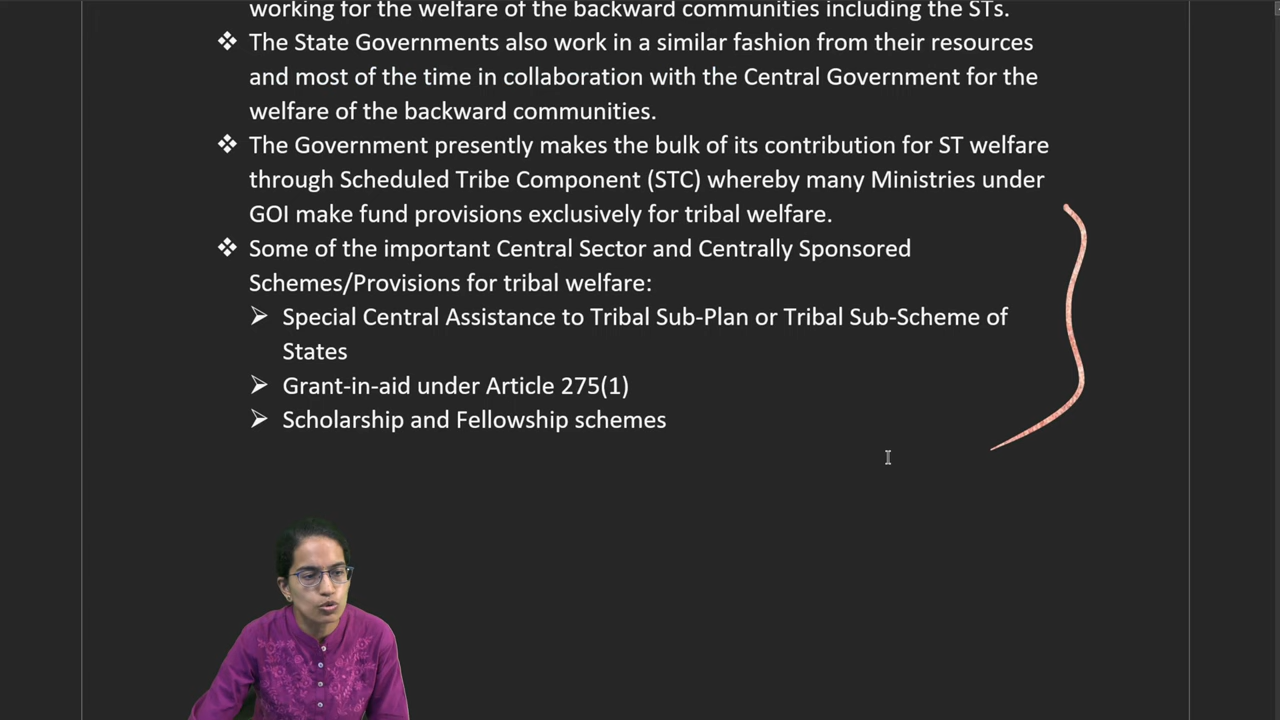 working for the welfare of the backward communities including the STs.
❖ The State Governments also work in a similar fashion from their resources
and most of the time in collaboration with the Central Government for the
welfare of the backward communities.
❖ The Government presently makes the bulk of its contribution for ST welfare
through Scheduled Tribe Component (STC) whereby many Ministries under
GOI make fund provisions exclusively for tribal welfare.
❖ Some of the important Central Sector and Centrally Sponsored
Schemes/Provisions for tribal welfare:
➢ Special Central Assistance to Tribal Sub-Plan or Tribal Sub-Scheme of
States
➢ Grant-in-aid under Article 275(1)
➢ Scholarship and Fellowship schemes